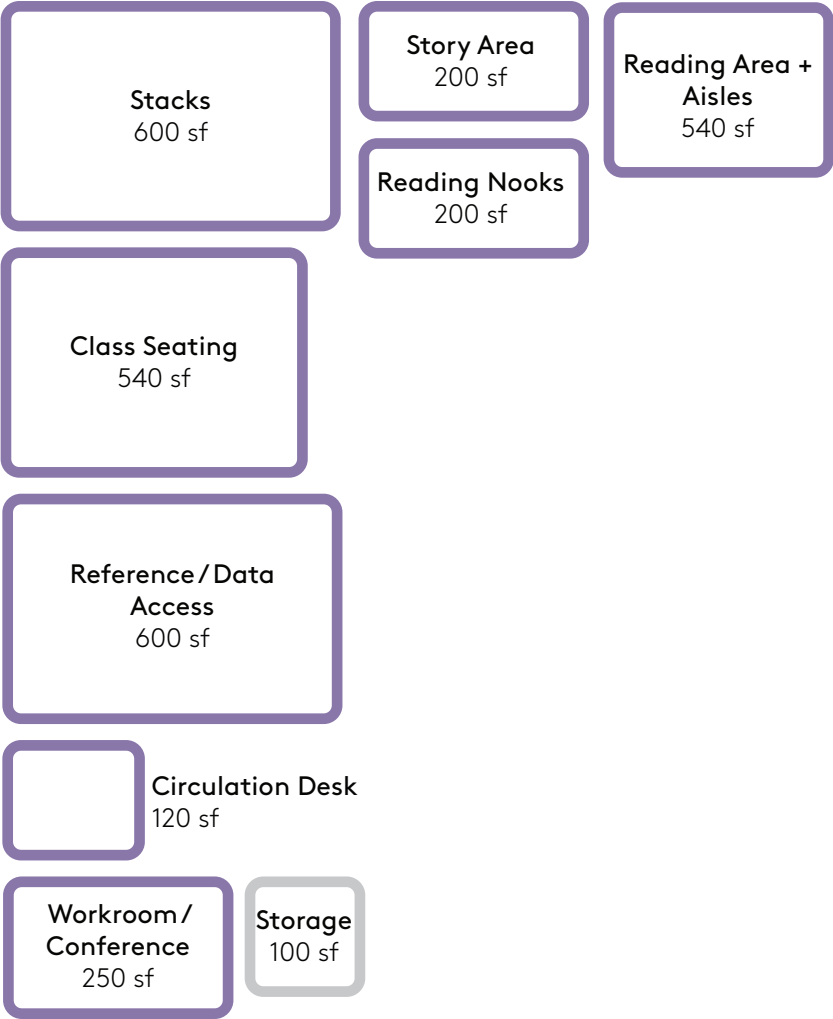 Stacks
600 sf
Story Area
200 sf
Reading Area +
Aisles
540 sf
Reading Nooks
200 sf
Class Seating
540 sf
Reference / Data
Access
600 sf
Circulation Desk
120 sf
Workroom /
Conference
250 sf
Storage
100 sf